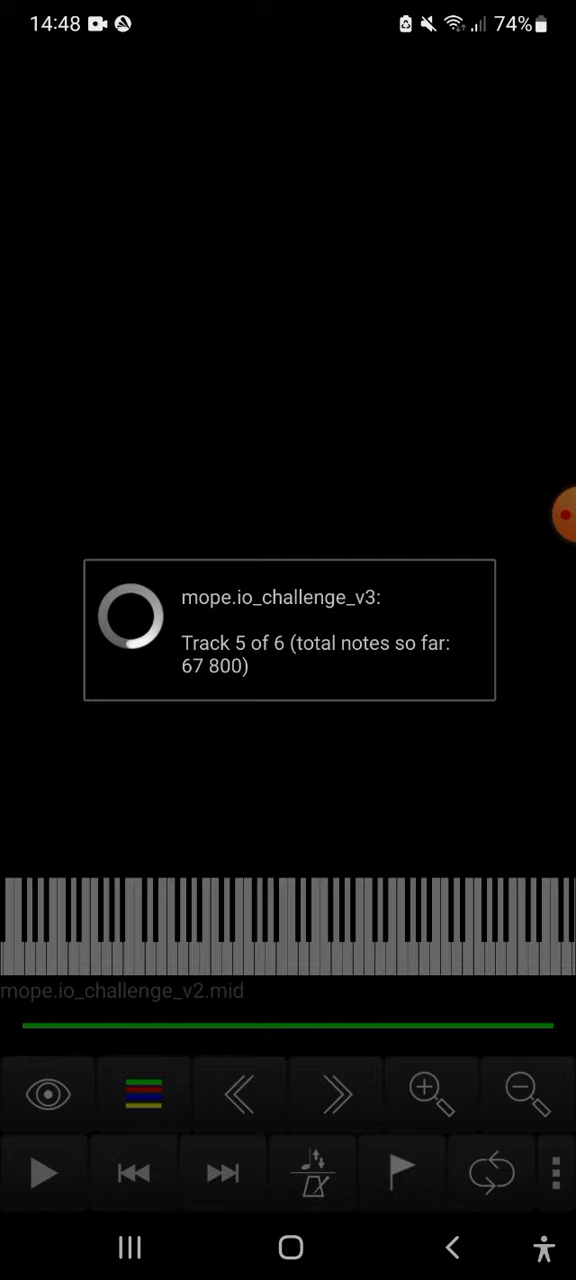 14:48
74%
mope.io_challenge_v3:
Track 5 of 6 (total notes so far:
67 800)
mope.io_challenge_v2.mid